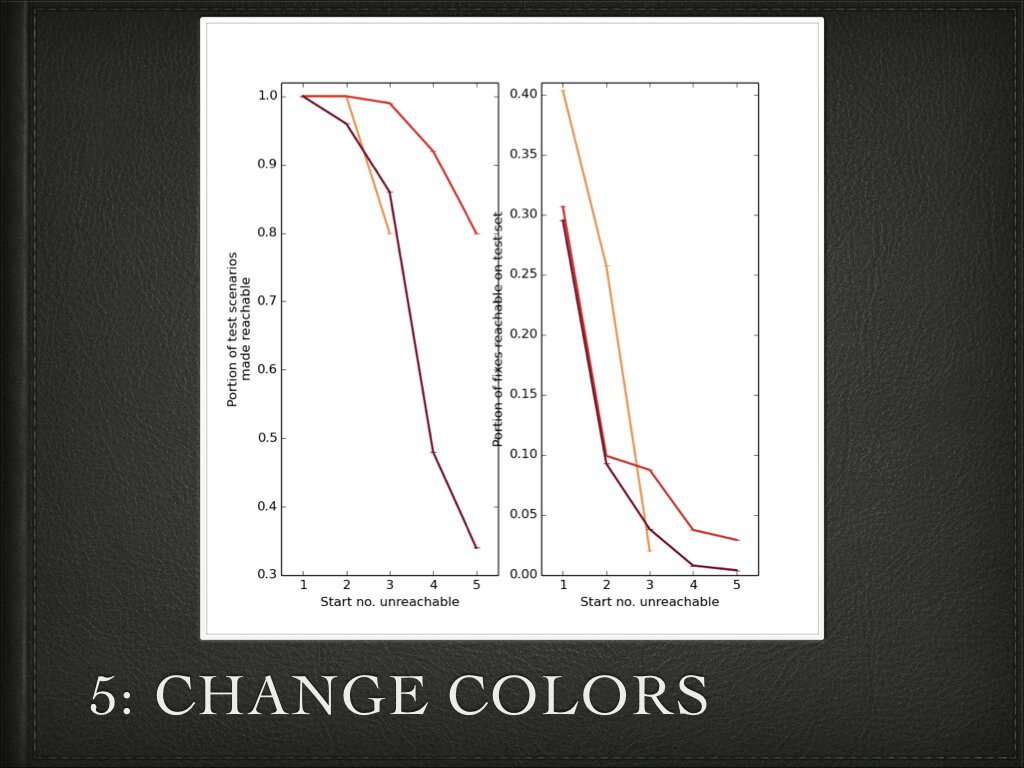 1.0
0.9
0.8
0.7
0.6
0.5
0.4
0.3
Portion of test scenarios
made reachable
1 2 3 4 5
Start no. unreachable
0.40
0.35
0.30
0.25
0.20
0.15
0.10
0.05
0.00
Portion of fixes reachable on test set
1 2 3 4 5
Start no. unreachable
5: CHANGE COLORS